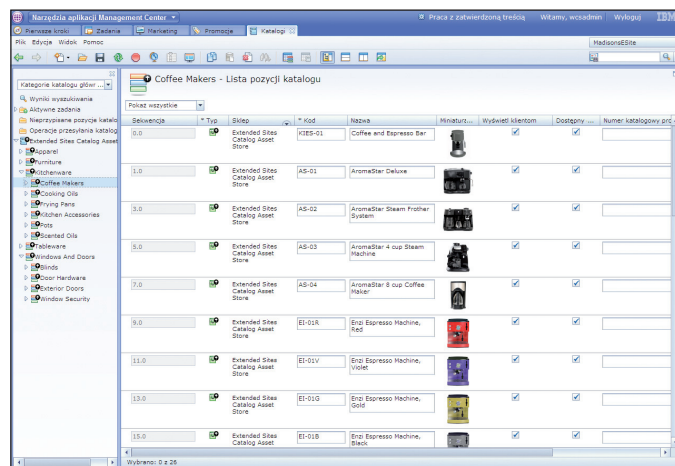 Narzędzia aplikacji Management Center
Praca z zatwierdzoną treścią Witamy, wcsadmin Wyloguj IBM
Pierwsze kroki Zadania Marketing Promocje Katalogi
Plik Edycja Widok Pomoc MadisonsESite
Kategorie katalogu główr ...
Wyniki wyszukiwania
Aktywne zadania
Nieprzypisane pozycje katalo
Operacje przesyłania katalog
Extended Sites Catalog Asset
Apparel
Furniture
Kitchenware
Coffee Makers
Cooking Oils
Frying Pans
Kitchen Accessories
Pots
Scented Oils
Tableware
Windows And Doors
Blinds
Door Hardware
Exterior Doors
Window Security
Coffee Makers - Lista pozycji katalogu
Pokaż wszystkie
Sekwencja * Typ Sklep * Kod Nazwa Miniatur... Wyświetl klientom Dostępny ... Numer katalogowy pro
0.0 Extended Sites Catalog Asset Store KIES-01 Coffee and Espresso Bar
1.0 Extended Sites Catalog Asset Store AS-01 AromaStar Deluxe
3.0 Extended Sites Catalog Asset Store AS-02 AromaStar Steam Frother System
5.0 Extended Sites Catalog Asset Store AS-03 AromaStar 4 cup Steam Machine
7.0 Extended Sites Catalog Asset Store AS-04 AromaStar 8 cup Coffee Maker
9.0 Extended Sites Catalog Asset Store EI-01R Enzi Espresso Machine, Red
11.0 Extended Sites Catalog Asset Store EI-01V Enzi Espresso Machine, Violet
13.0 Extended Sites Catalog Asset Store EI-01G Enzi Espresso Machine, Gold
15.0 Extended Sites Catalog Asset EI-01B Enzi Espresso Machine, Black
Wybrano: 0 z 26